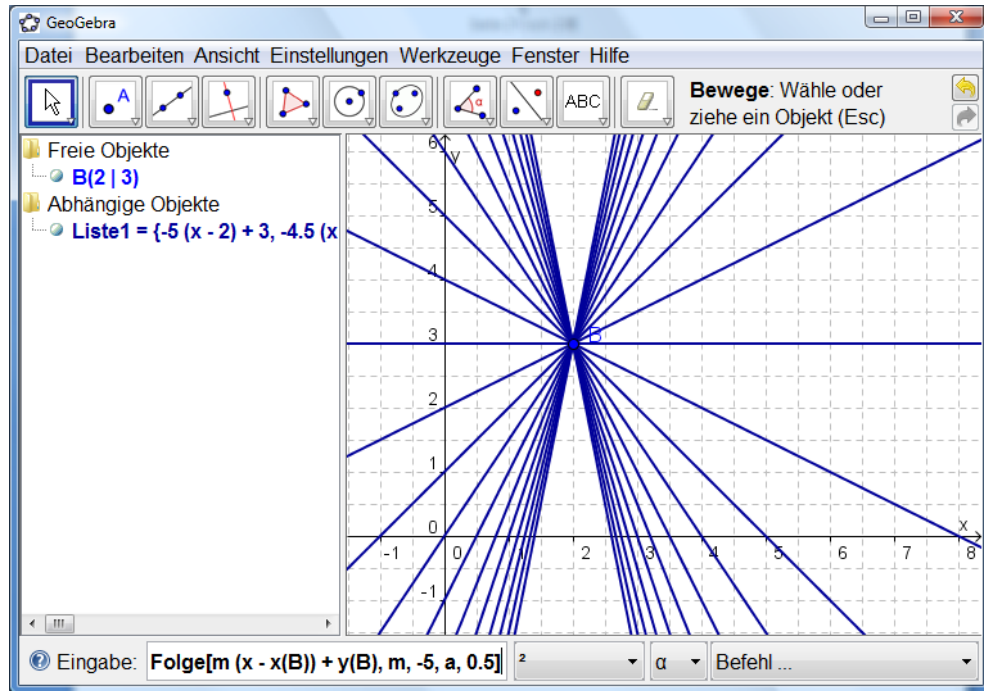 GeoGebra
Datei Bearbeiten Ansicht Einstellungen Werkzeuge Fenster Hilfe
A
α
ABC
Bewege: Wähle oder
ziehe ein Objekt (Esc)
Freie Objekte
B(2 | 3)
Abhängige Objekte
Liste1 = {-5 (x - 2) + 3, -4.5 (x
6
y
5
4
3
B
2
1
0
x
-1 0 1 2 3 4 5 6 7 8
-1
Eingabe: Folge[m (x - x(B)) + y(B), m, -5, a, 0.5] ² α Befehl ...